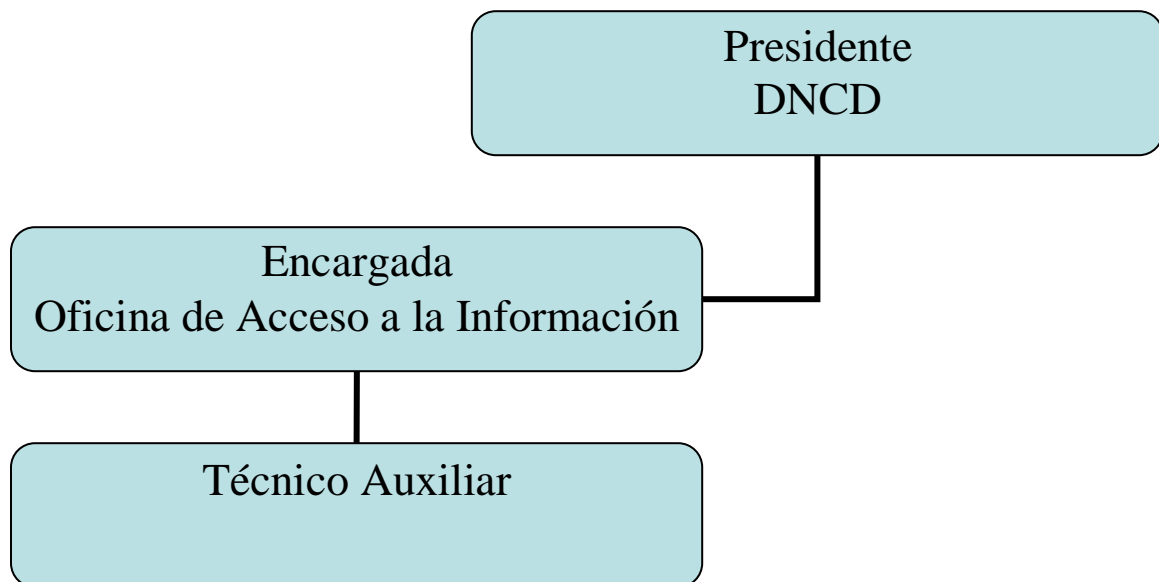 Presidente
DNCD
Encargada
Oficina de Acceso a la Información
Técnico Auxiliar